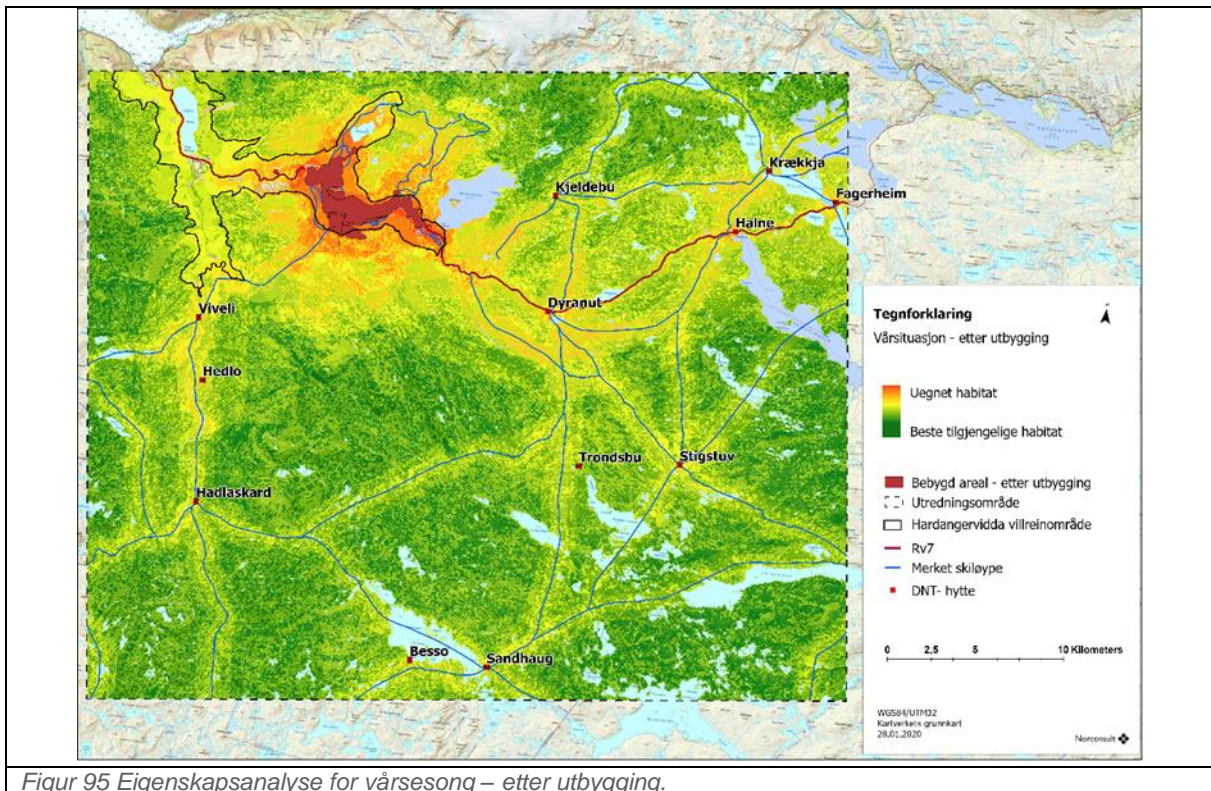 Krækkja
Kjeldebu
Fagerheim
Halne
Viveli
Dyranut
Hedlo
Trondsbu
Stigstuv
Hadlaskard
Besso
Sandhaug
Tegnforklaring
Vårsituasjon - etter utbygging
Uegnet habitat
Beste tilgjengelige habitat
Bebygd areal - etter utbygging
Utredningsområde
Hardangervidda villreinområde
Rv7
Merket skiløype
DNT- hytte
0 2,5 5 10 Kilometers
WGS84/UTM32
Kartverkets grunnkart
28.01.2020
Norconsult
Figur 95 Eigenskapsanalyse for vårsesong – etter utbygging.